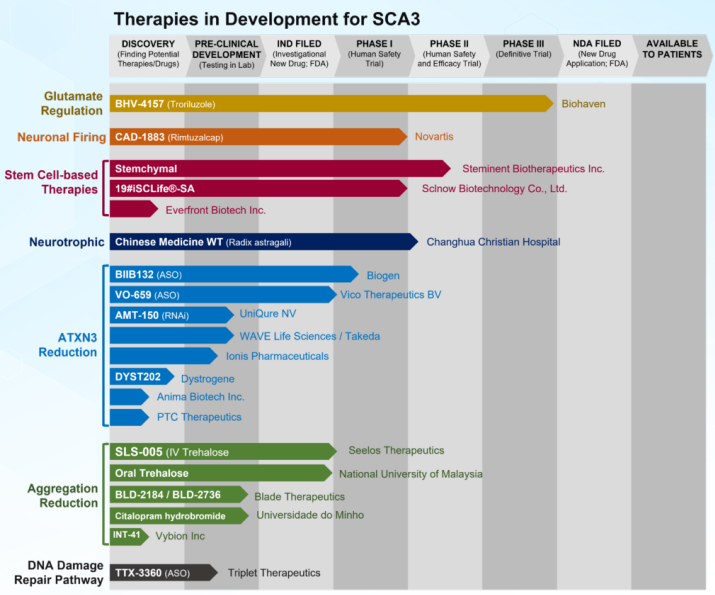 Therapies in Development for SCA3
DISCOVERY
(Finding Potential
Therapies/Drugs)
PRE-CLINICAL
DEVELOPMENT
(Testing in Lab)
IND FILED
(Investigational
New Drug; FDA)
PHASE I
(Human Safety
Trial)
PHASE II
(Human Safety
and Efficacy Trial)
PHASE III
(Definitive Trial)
NDA FILED
(New Drug
Application; FDA)
AVAILABLE
TO PATIENTS
Glutamate
Regulation
BHV-4157 (Troriluzole)
Biohaven
Neuronal Firing
CAD-1883 (Rimtuzalcap)
Novartis
Stem Cell-based
Therapies
Stemchymal
Steminent Biotherapeutics Inc.
19#iSCLife®-SA
Sclnow Biotechnology Co., Ltd.
Everfront Biotech Inc.
Neurotrophic
Chinese Medicine WT (Radix astragali)
Changhua Christian Hospital
ATXN3
Reduction
BIIB132 (ASO)
Biogen
VO-659 (ASO)
Vico Therapeutics BV
AMT-150 (RNAi)
UniQure NV
WAVE Life Sciences / Takeda
Ionis Pharmaceuticals
DYST202
Dystrogene
Anima Biotech Inc.
PTC Therapeutics
Aggregation
Reduction
SLS-005 (IV Trehalose
Seelos Therapeutics
Oral Trehalose
National University of Malaysia
BLD-2184 / BLD-2736
Blade Therapeutics
Citalopram hydrobromide
Universidade do Minho
INT-41
Vybion Inc
DNA Damage
Repair Pathway
TTX-3360 (ASO)
Triplet Therapeutics